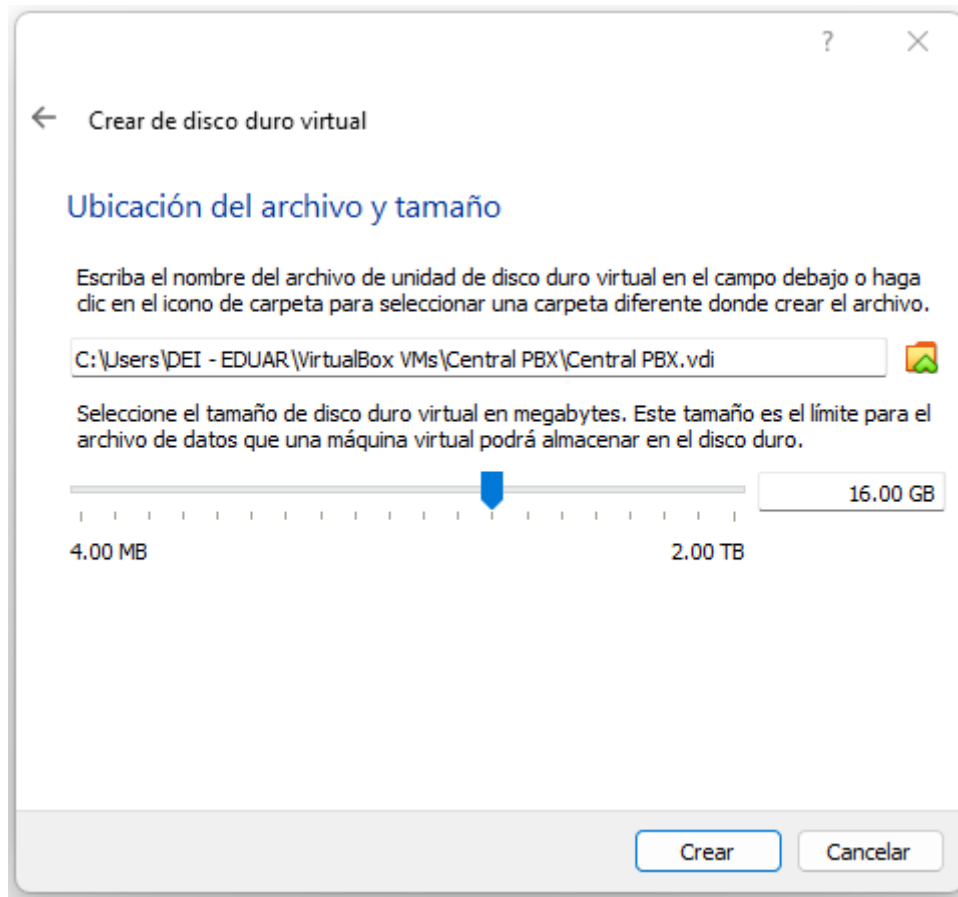 ?
Crear de disco duro virtual
Ubicación del archivo y tamaño
Escriba el nombre del archivo de unidad de disco duro virtual en el campo debajo o haga
clic en el icono de carpeta para seleccionar una carpeta diferente donde crear el archivo.
C:\Users\DEI - EDUAR\VirtualBox VMs\Central PBX\Central PBX.vdi
Seleccione el tamaño de disco duro virtual en megabytes. Este tamaño es el límite para el
archivo de datos que una máquina virtual podrá almacenar en el disco duro.
16.00 GB
4.00 MB 2.00 TB
Crear Cancelar